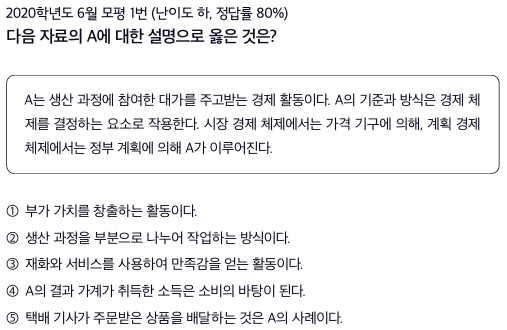 2020학년도 6월 모평 1번 (난이도 하, 정답률 80%)
다음 자료의 A에 대한 설명으로 옳은 것은?
A는 생산 과정에 참여한 대가를 주고받는 경제 활동이다. A의 기준과 방식은 경제 체
제를 결정하는 요소로 작용한다. 시장 경제 체제에서는 가격 기구에 의해, 계획 경제
체제에서는 정부 계획에 의해 A가 이루어진다.
① 부가 가치를 창출하는 활동이다.
② 생산 과정을 부분으로 나누어 작업하는 방식이다.
③ 재화와 서비스를 사용하여 만족감을 얻는 활동이다.
④ A의 결과 가계가 취득한 소득은 소비의 바탕이 된다.
⑤ 택배 기사가 주문받은 상품을 배달하는 것은 A의 사례이다.